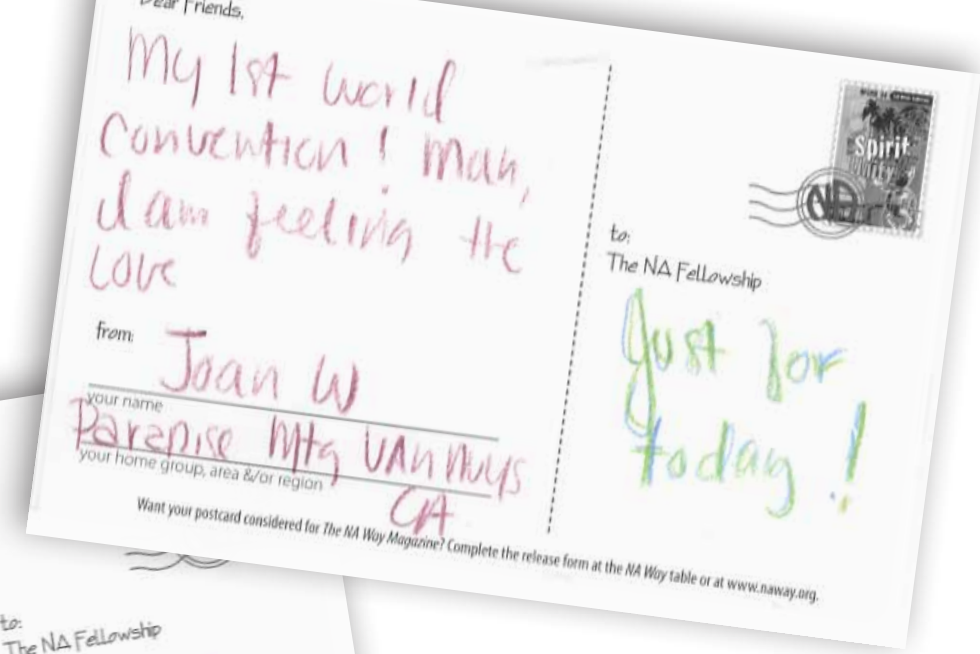 Dear Friends,
My 1st world
convention! Man,
I am feeling the
Love
from: Joan W
your name
Paradise Mtg VAN Nuys
your home group, area &/or region
CA
Want your postcard considered for The NA Way Magazine? Complete the release form at the NA Way table or at www.naway.org.
Spirit
Unity
NA
to:
The NA Fellowship
Just for
today!
to:
The NA Fellowship